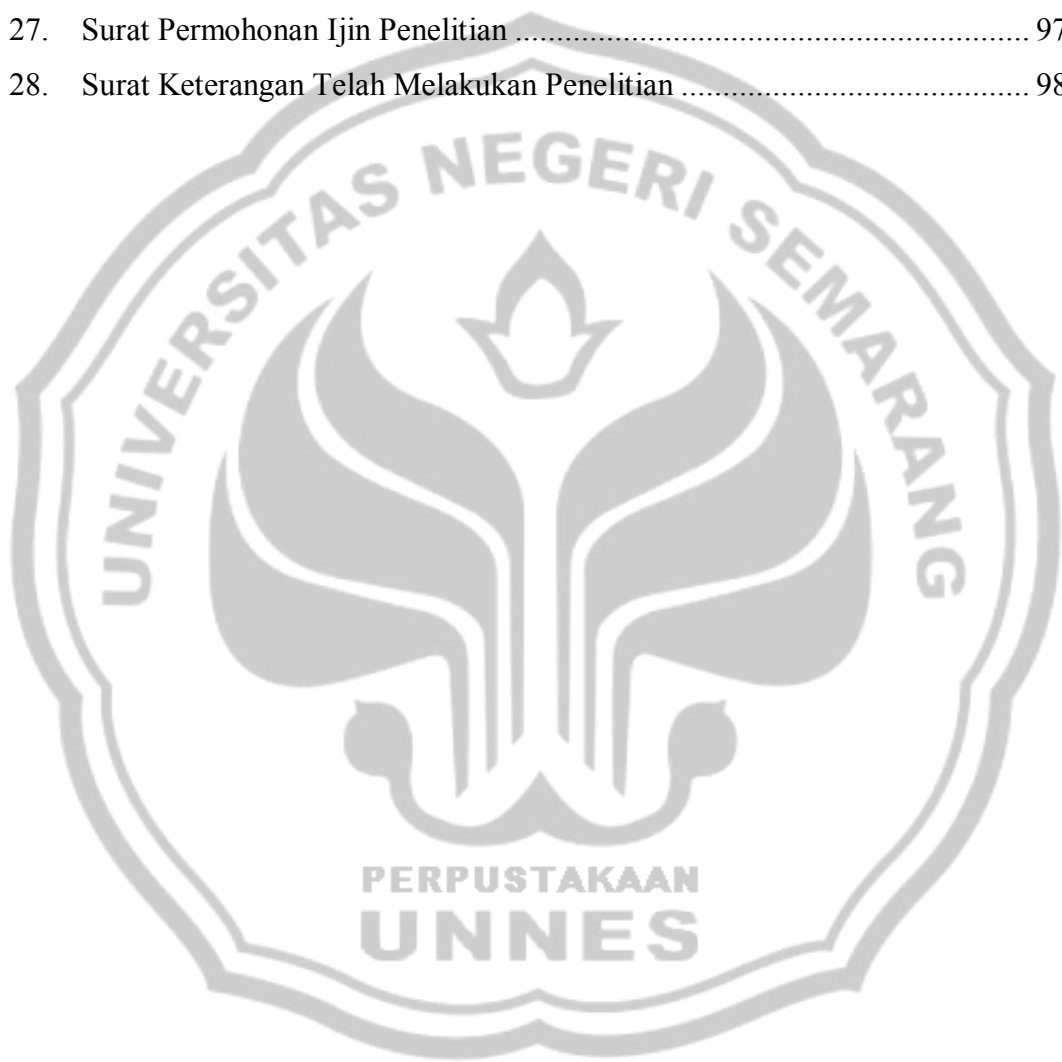 27. Surat Permohonan Ijin Penelitian ................................................................... 97
28. Surat Keterangan Telah Melakukan Penelitian ............................................. 98
UNIVERSITAS NEGERI SEMARANG
PERPUSTAKAAN
UNNES